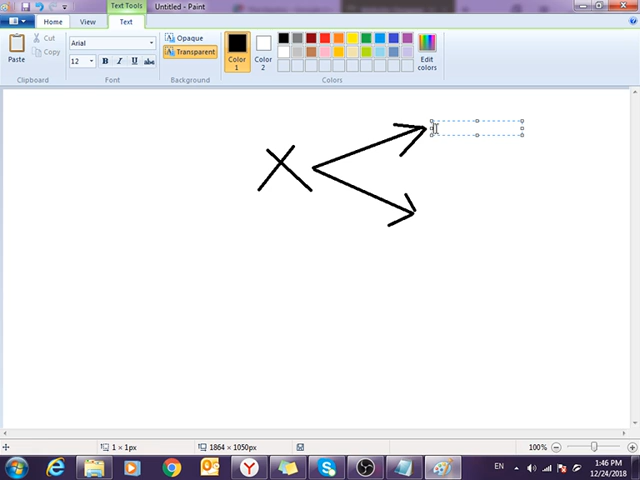 Text Tools
Untitled - Paint
Home
View
Text
Paste
Cut
Copy
Clipboard
Arial
12
B
I
U
abc
Font
Opaque
Transparent
Background
Color
1
Color
2
Edit
colors
Colors
X
1 × 1px
1864 × 1050px
100%
EN
1:46 PM
12/24/2018